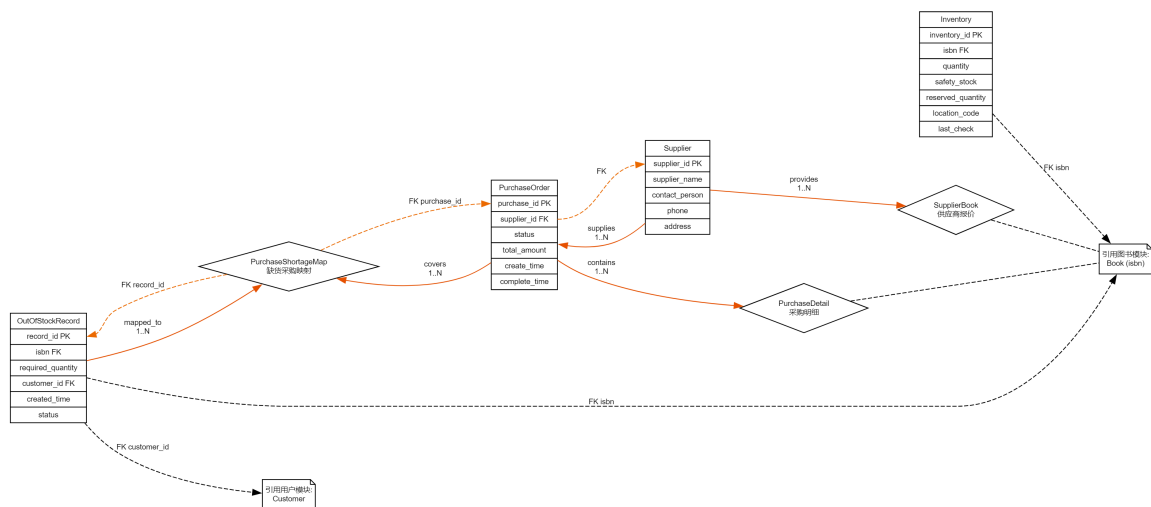 Inventory
inventory_id PK
isbn FK
quantity
safety_stock
reserved_quantity
location_code
last_check
FK isbn
Supplier
supplier_id PK
supplier_name
contact_person
phone
address
FK
provides
1..N
SupplierBook
供应商报价
PurchaseOrder
purchase_id PK
supplier_id FK
status
total_amount
create_time
complete_time
FK purchase_id
supplies
1..N
引用图书模块:
Book (isbn)
PurchaseShortageMap
缺货采购映射
covers
1..N
contains
1..N
FK record_id
PurchaseDetail
采购明细
OutOfStockRecord
record_id PK
isbn FK
required_quantity
customer_id FK
created_time
status
mapped_to
1..N
FK isbn
FK customer_id
引用用户模块:
Customer